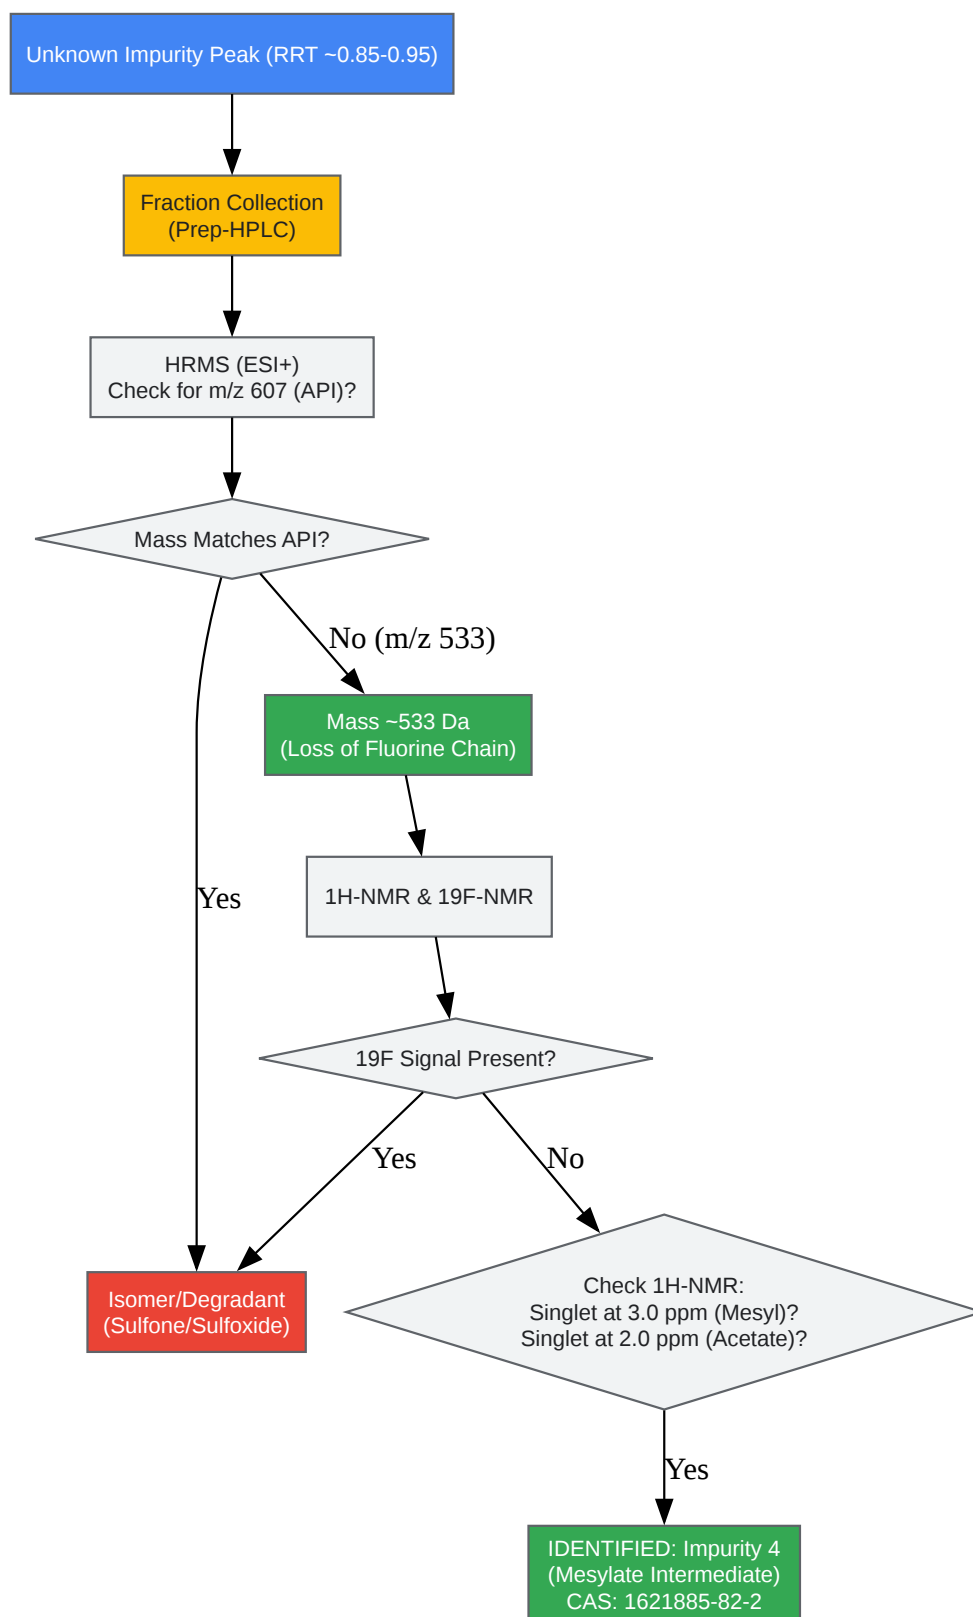 Unknown Impurity Peak (RRT ~0.85-0.95)
Fraction Collection
(Prep-HPLC)
HRMS (ESI+)
Check for m/z 607 (API)?
Mass Matches API?
No (m/z 533)
Mass ~533 Da
(Loss of Fluorine Chain)
Yes
1H-NMR & 19F-NMR
19F Signal Present?
Yes
No
Isomer/Degradant
(Sulfone/Sulfoxide)
Check 1H-NMR:
Singlet at 3.0 ppm (Mesyl)?
Singlet at 2.0 ppm (Acetate)?
Yes
IDENTIFIED: Impurity 4
(Mesylate Intermediate)
CAS: 1621885-82-2